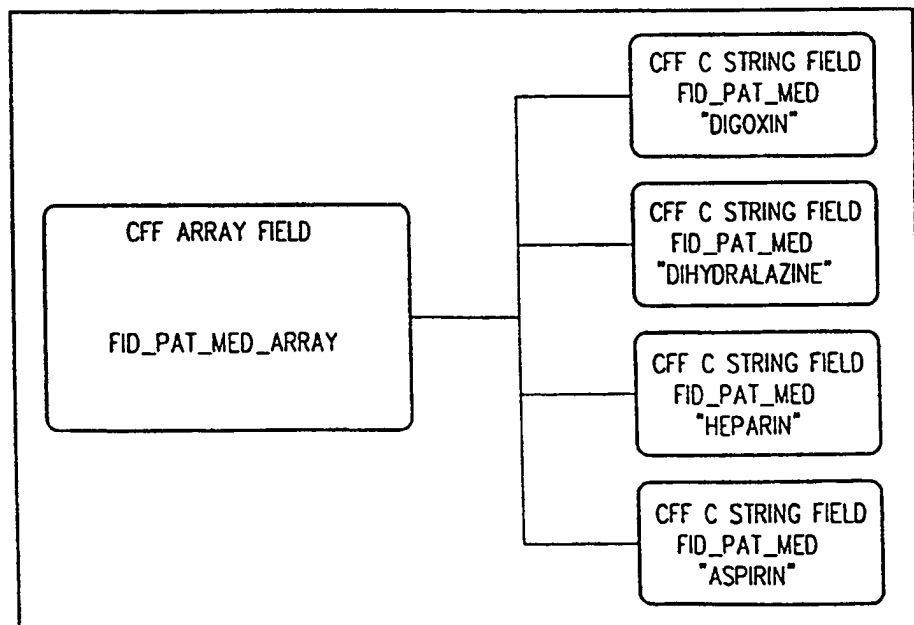 CFF C STRING FIELD
FID_PAT_MED
"DIGOXIN"
CFF C STRING FIELD
FID_PAT_MED
"DIHYDRALAZINE"
CFF ARRAY FIELD
FID_PAT_MED_ARRAY
CFF C STRING FIELD
FID_PAT_MED
"HEPARIN"
CFF C STRING FIELD
FID_PAT_MED
"ASPIRIN"